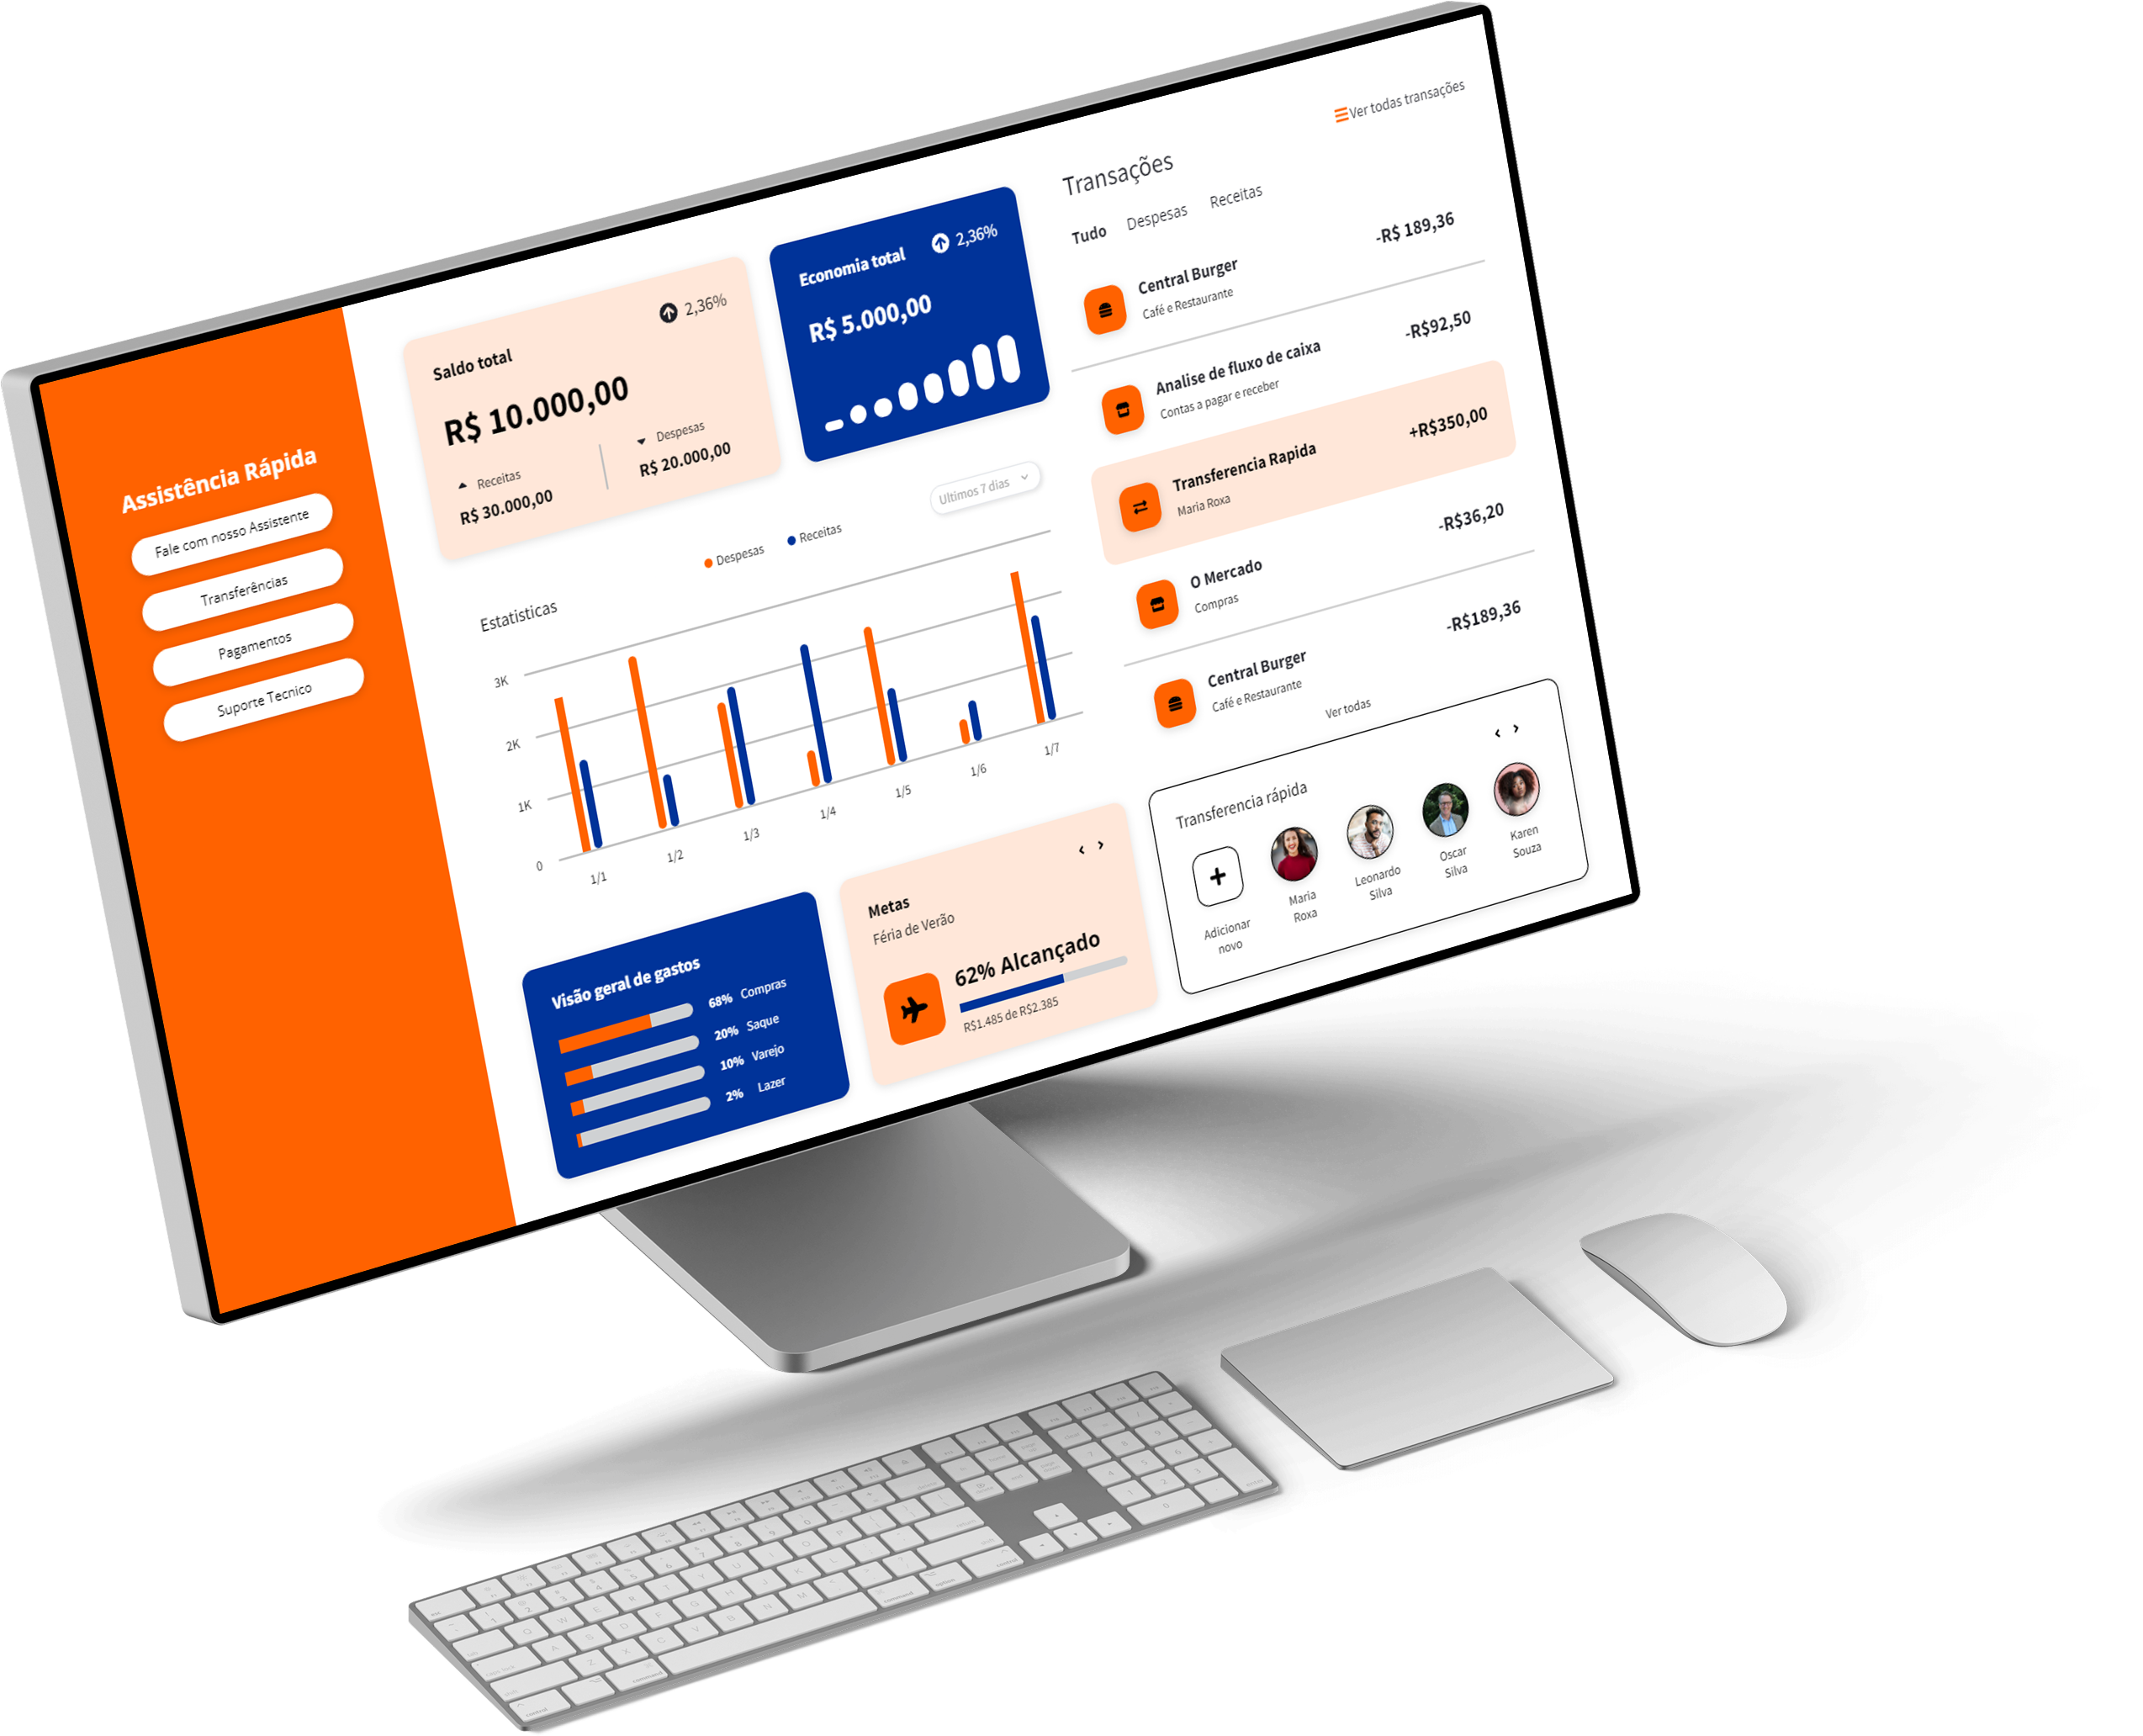 Assistência Rápida
Fale com nosso Assistente
Transferências
Pagamentos
Suporte Tecnico
Saldo total
2,36%
R$ 10.000,00
Receitas
R$ 30.000,00
Despesas
R$ 20.000,00
Economia total
2,36%
R$ 5.000,00
Ultimos 7 dias
Despesas
Receitas
Estatisticas
3K
2K
1K
0
1/1
1/2
1/3
1/4
1/5
1/6
1/7
Visão geral de gastos
68% Compras
20% Saque
10% Varejo
2% Lazer
Metas
Féria de Verão
62% Alcançado
R$1.485 de R$2.385
Ver todas transações
Transações
Tudo Despesas Receitas
Central Burger
Café e Restaurante
-R$ 189,36
Analise de fluxo de caixa
Contas a pagar e receber
-R$92,50
Transferencia Rapida
Maria Roxa
+R$350,00
O Mercado
Compras
-R$36,20
Central Burger
Café e Restaurante
-R$189,36
Ver todas
Transferencia rápida
Adicionar
novo
Maria
Roxa
Leonardo
Silva
Oscar
Silva
Karen
Souza